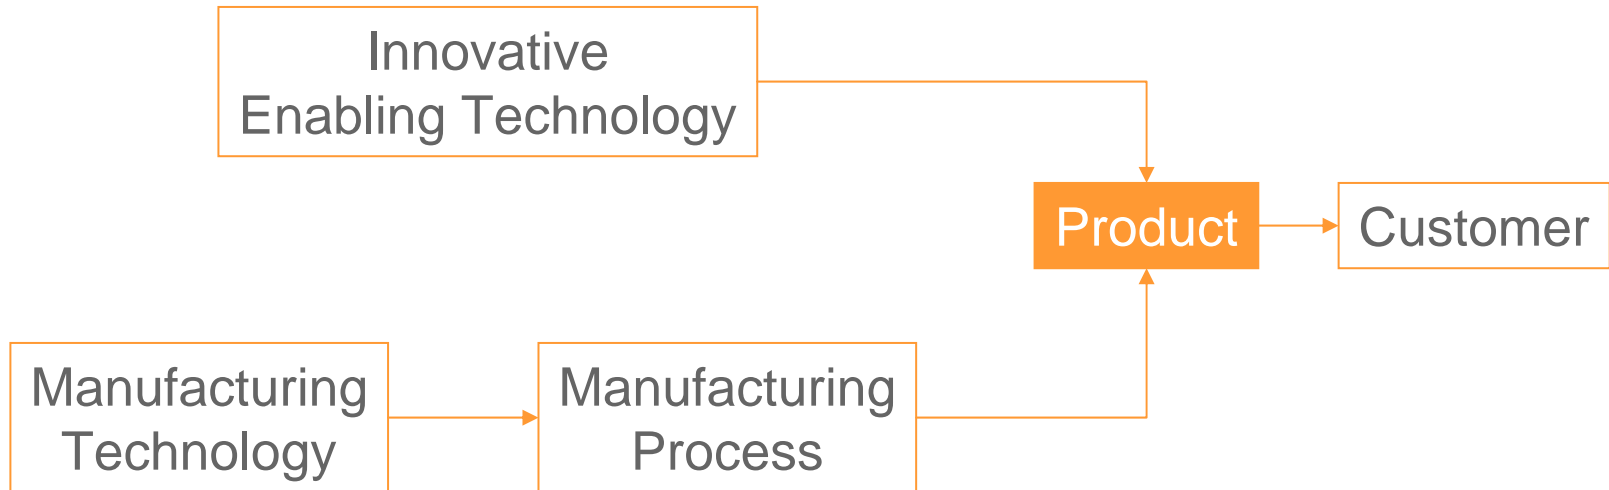 Innovative
Enabling Technology
Product
Customer
Manufacturing
Technology
Manufacturing
Process